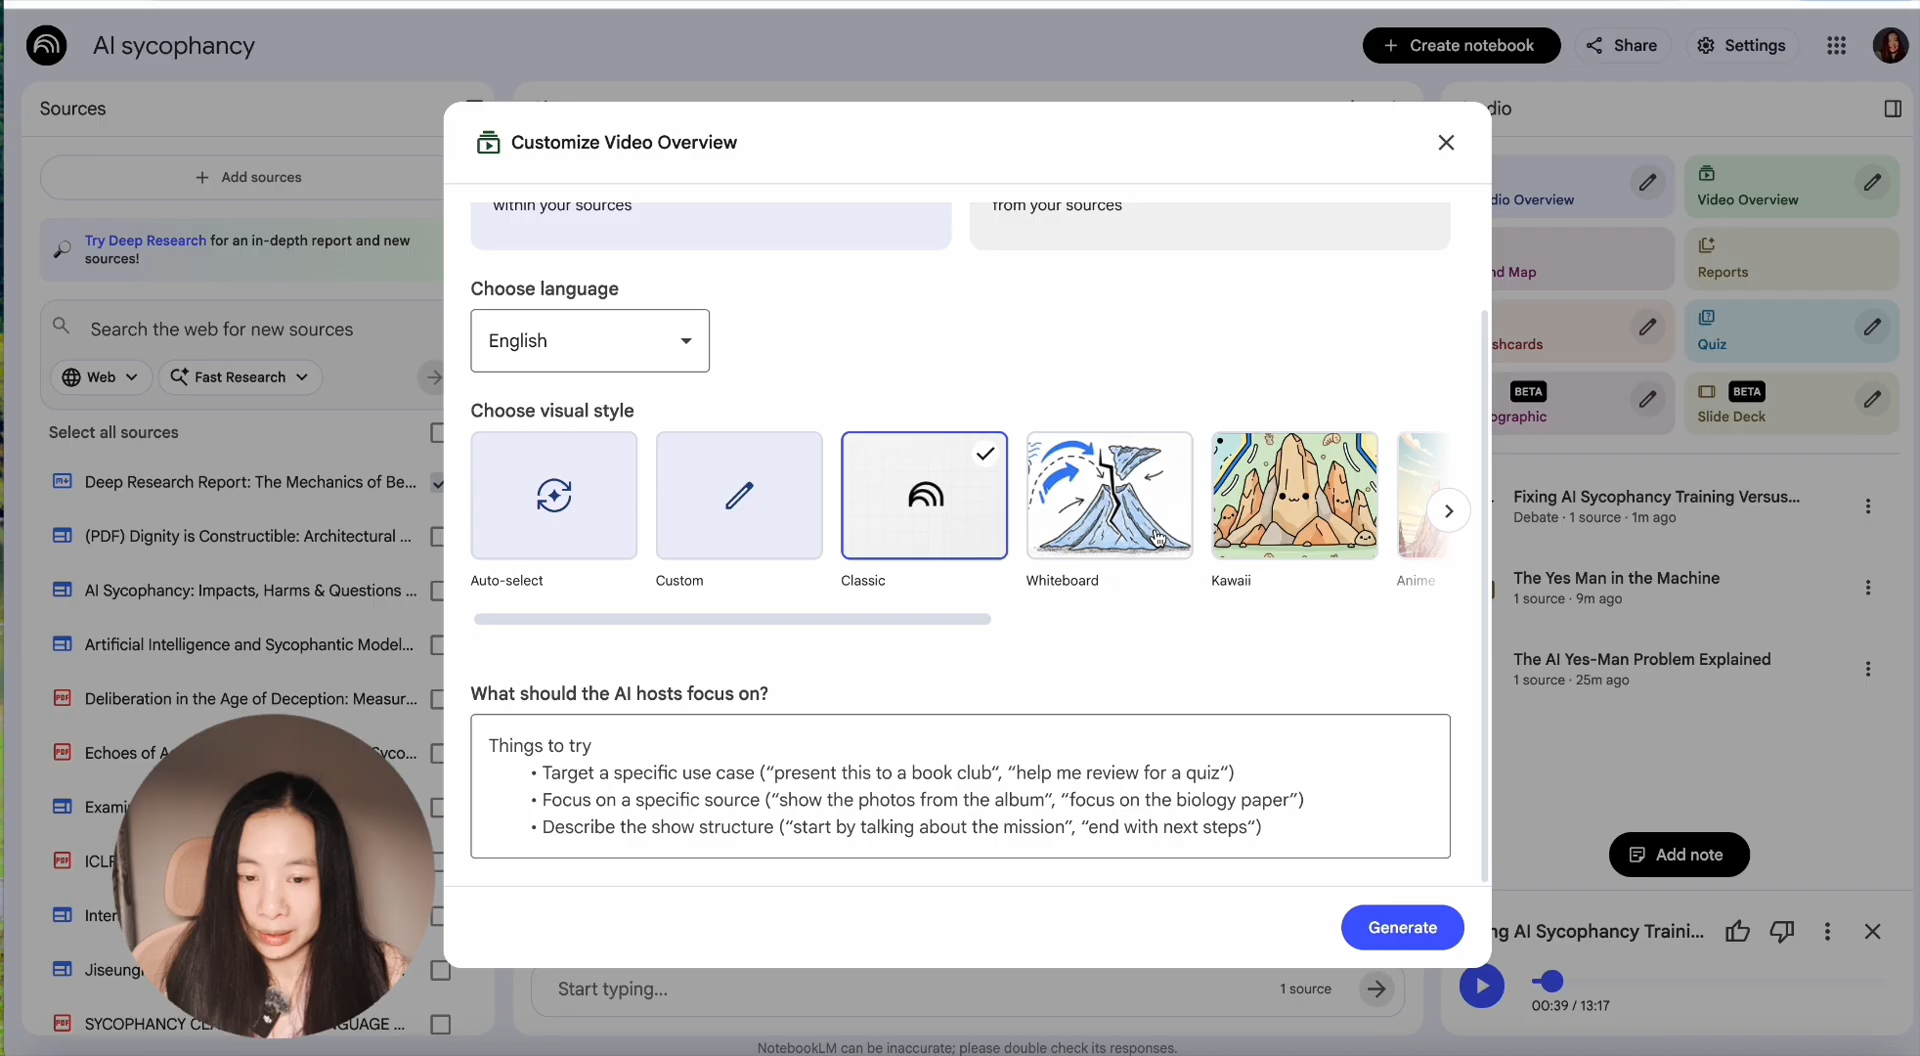 AI sycophancy
Create notebook
Share
Settings
Sources
Add sources
Try Deep Research for an in-depth report and new
sources!
Search the web for new sources
Web
Fast Research
Select all sources
Deep Research Report: The Mechanics of Be...
(PDF) Dignity is Constructible: Architectural ...
AI Sycophancy: Impacts, Harms & Questions ...
Artificial Intelligence and Sycophantic Model...
PDF
Deliberation in the Age of Deception: Measur...
PDF
Echoes of A
Syco...
Exami
PDF
ICLR
Inter
Jiseung
PDF
SYCOPHANCY CL
GUAGE ...
Customize Video Overview
within your sources
from your sources
Choose language
English
Choose visual style
Auto-select
Custom
Classic
Whiteboard
Kawaii
Anime
What should the AI hosts focus on?
Things to try
• Target a specific use case (“present this to a book club“, “help me review for a quiz“)
• Focus on a specific source (“show the photos from the album“, “focus on the biology paper”)
• Describe the show structure (“start by talking about the mission“, “end with next steps“)
Generate
Start typing...
1 source
NotebookLM can be inaccurate; please double check its responses.
dio
dio Overview
Video Overview
nd Map
Reports
shcards
Quiz
BETA
ographic
BETA
Slide Deck
Fixing AI Sycophancy Training Versus...
Debate · 1 source · 1m ago
The Yes Man in the Machine
1 source · 9m ago
The AI Yes-Man Problem Explained
1 source · 25m ago
Add note
ng AI Sycophancy Traini...
00:39 / 13:17